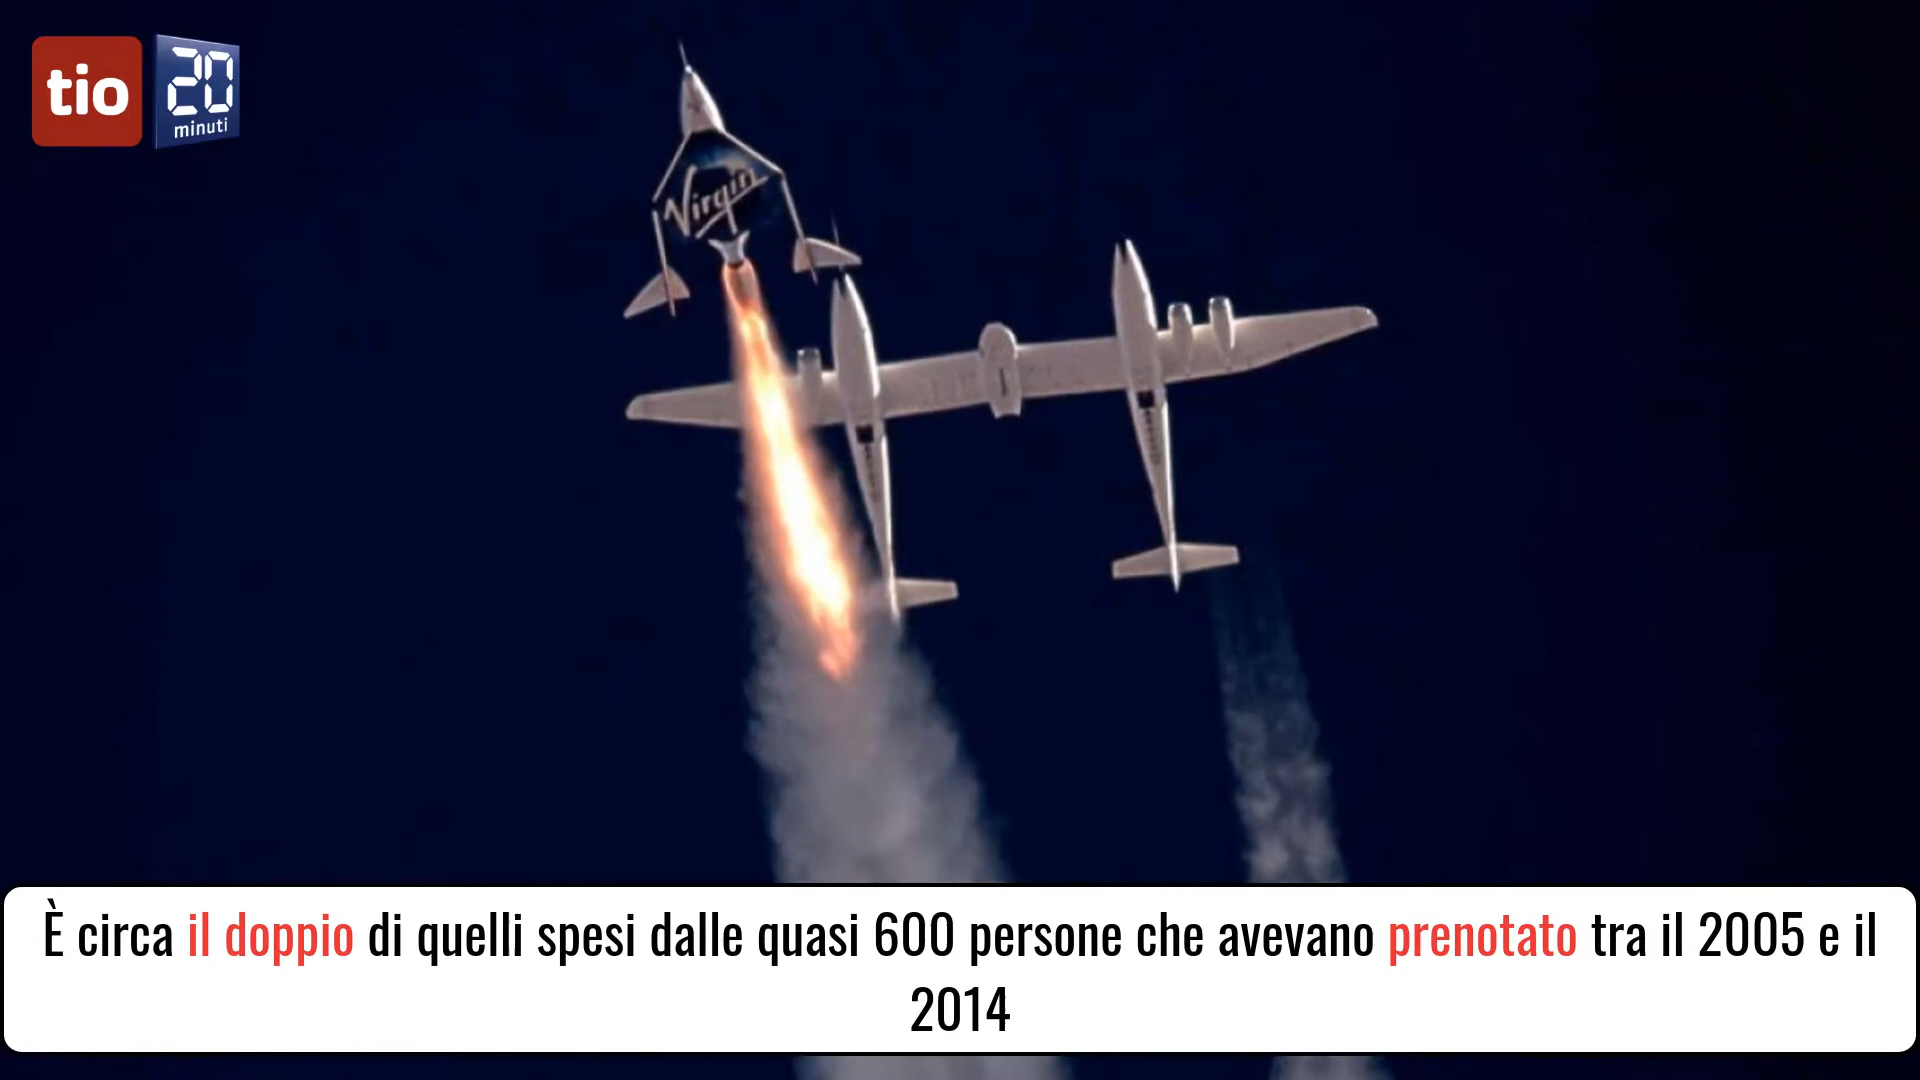 tio
20
minuti
Virgin
È circa il doppio di quelli spesi dalle quasi 600 persone che avevano prenotato tra il 2005 e il
2014